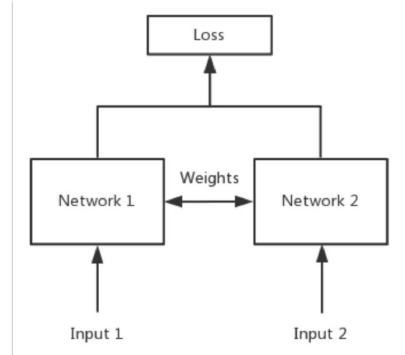 Loss
Weights
Network 1
Network 2
Input 1
Input 2